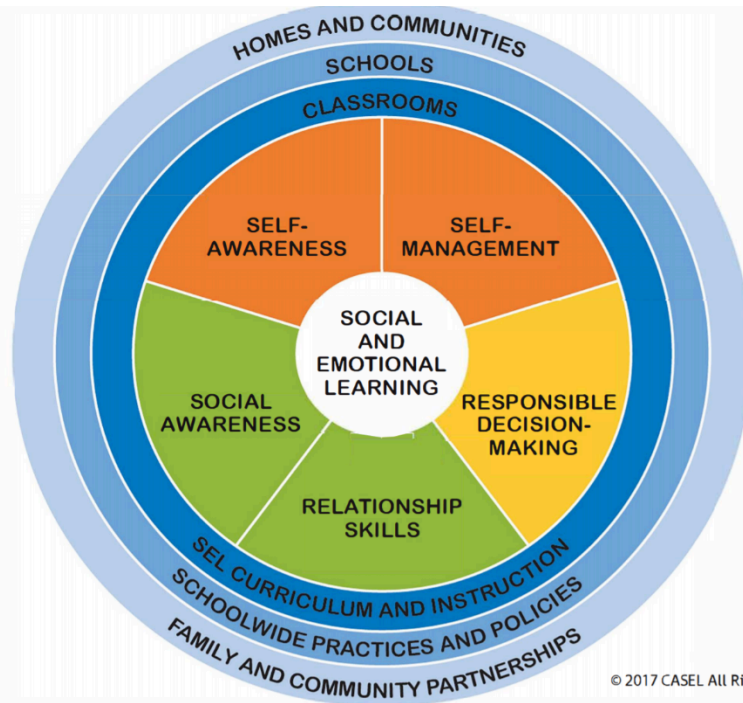 HOMES AND COMMUNITIES
SCHOOLS
CLASSROOMS
SELF-
AWARENESS
SELF-
MANAGEMENT
SOCIAL
AND
EMOTIONAL
LEARNING
SOCIAL
AWARENESS
RESPONSIBLE
DECISION-
MAKING
RELATIONSHIP
SKILLS
SEL CURRICULUM AND INSTRUCTION
SCHOOLWIDE PRACTICES AND POLICIES
FAMILY AND COMMUNITY PARTNERSHIPS
© 2017 CASEL All Ri